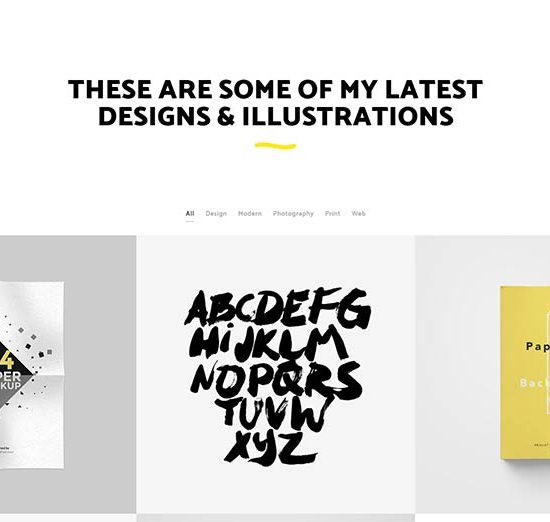 THESE ARE SOME OF MY LATEST
DESIGNS & ILLUSTRATIONS
All Design Modern Photography Print Web
4
PER
KUP
ABCDEFG
HiJKLM
NOPQRS
TUVW
XYZ
Pap
Bac